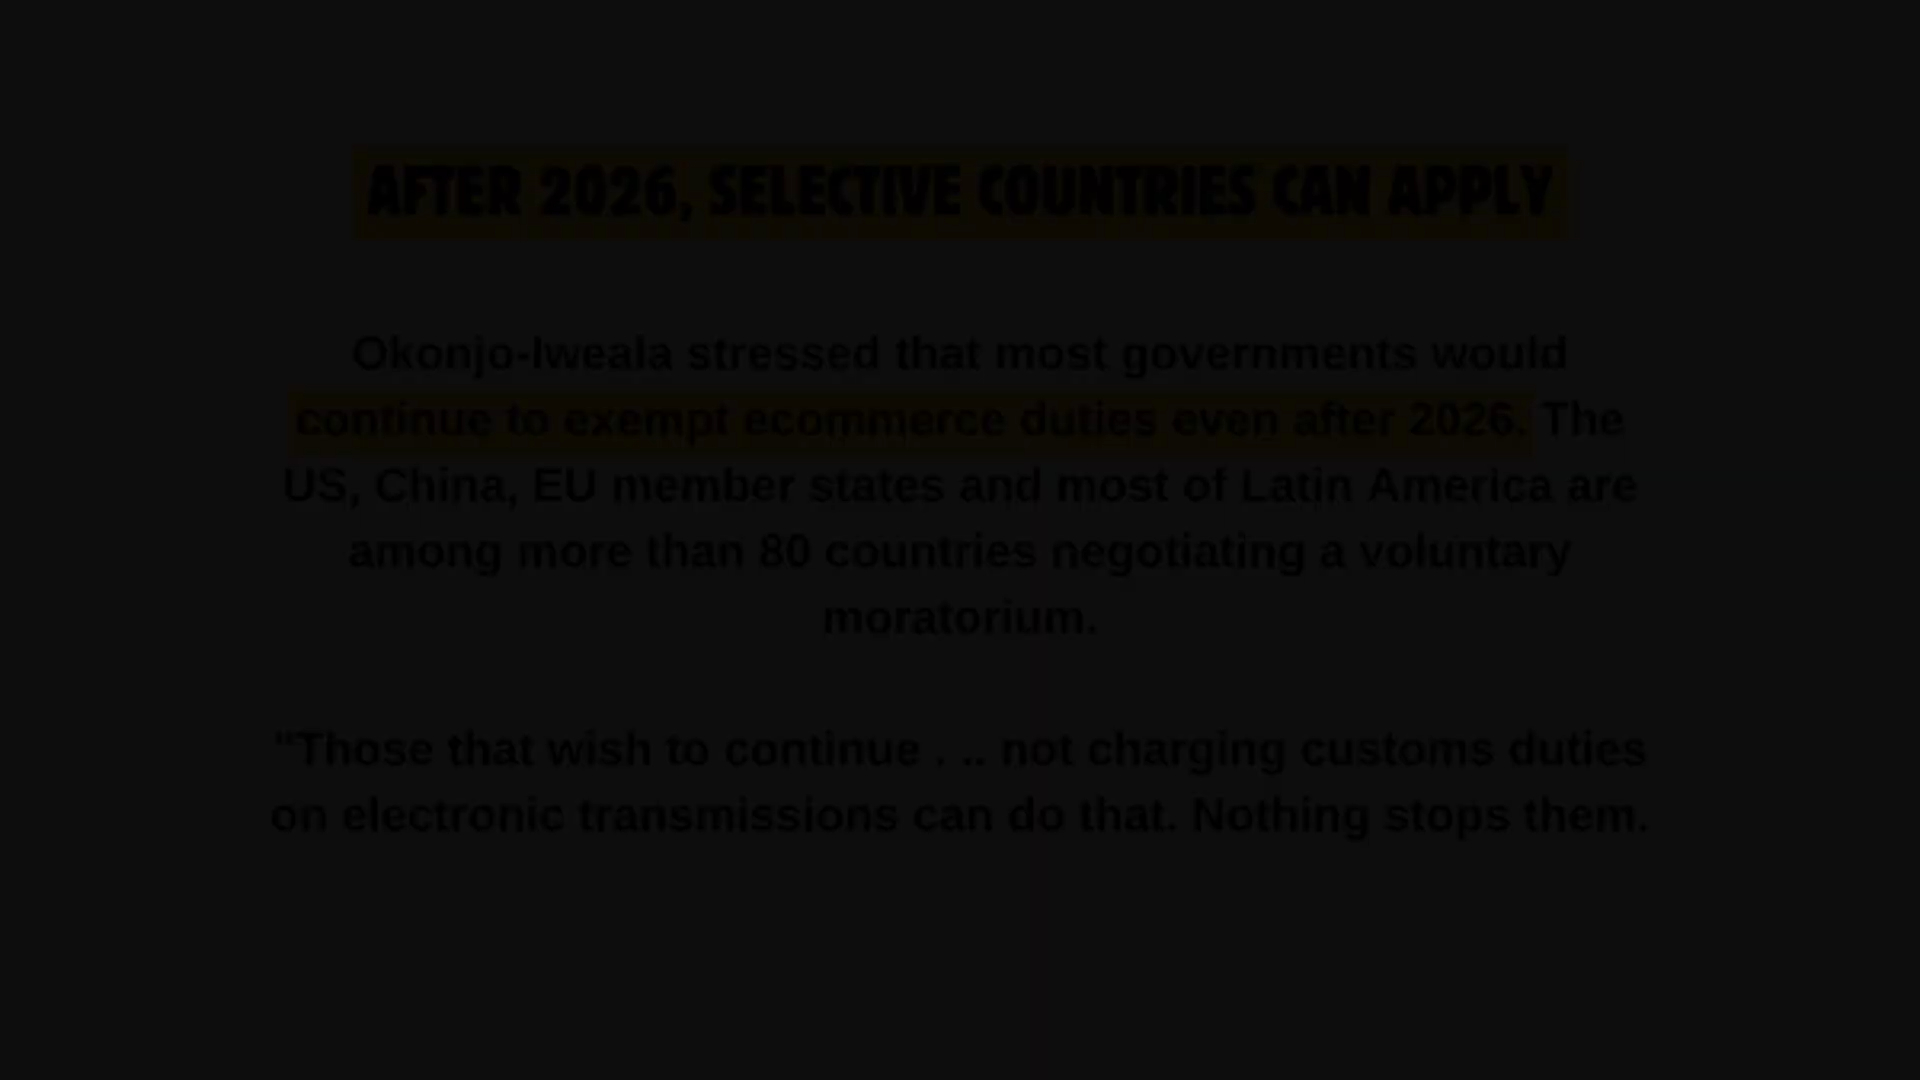 AFTER 2026, SELECTIVE COUNTRIES CAN APPLY
Okonjo-Iweala stressed that most governments would
continue to exempt ecommerce duties even after 2026. The
US, China, EU member states and most of Latin America are
among more than 80 countries negotiating a voluntary
moratorium.
"Those that wish to continue . .. not charging customs duties
on electronic transmissions can do that. Nothing stops them.